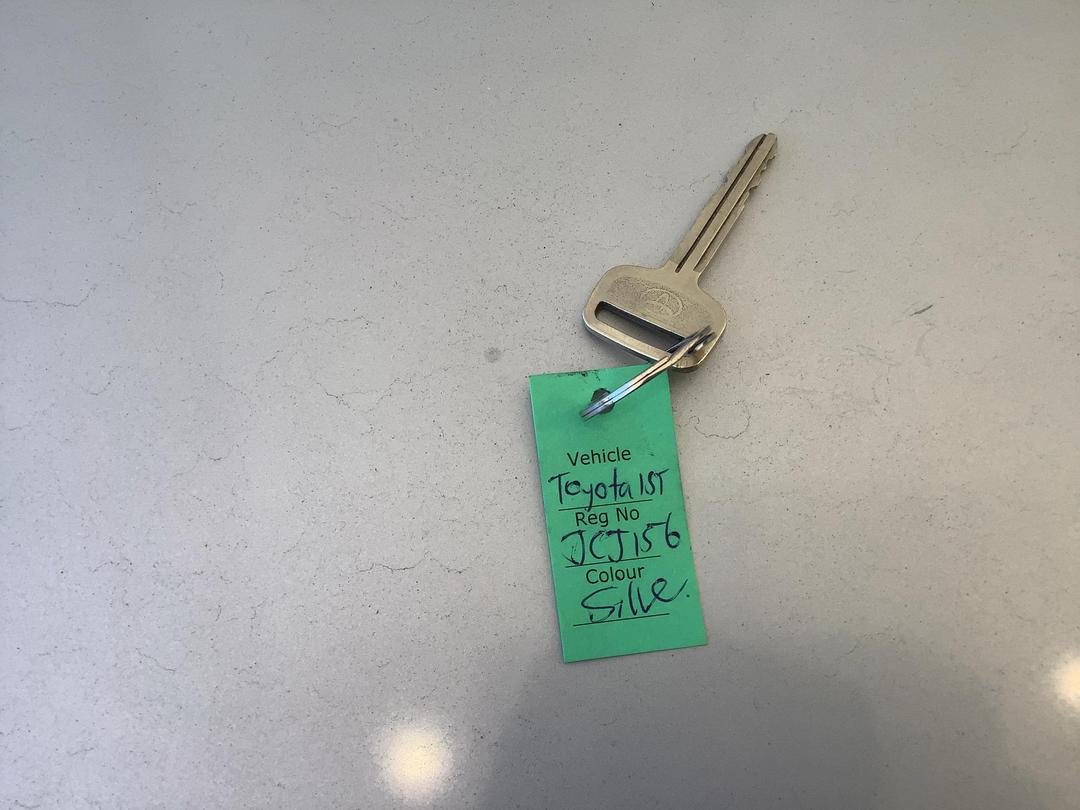 Vehicle
Toyota IST
Reg No
JCJ156
Colour
Silve.